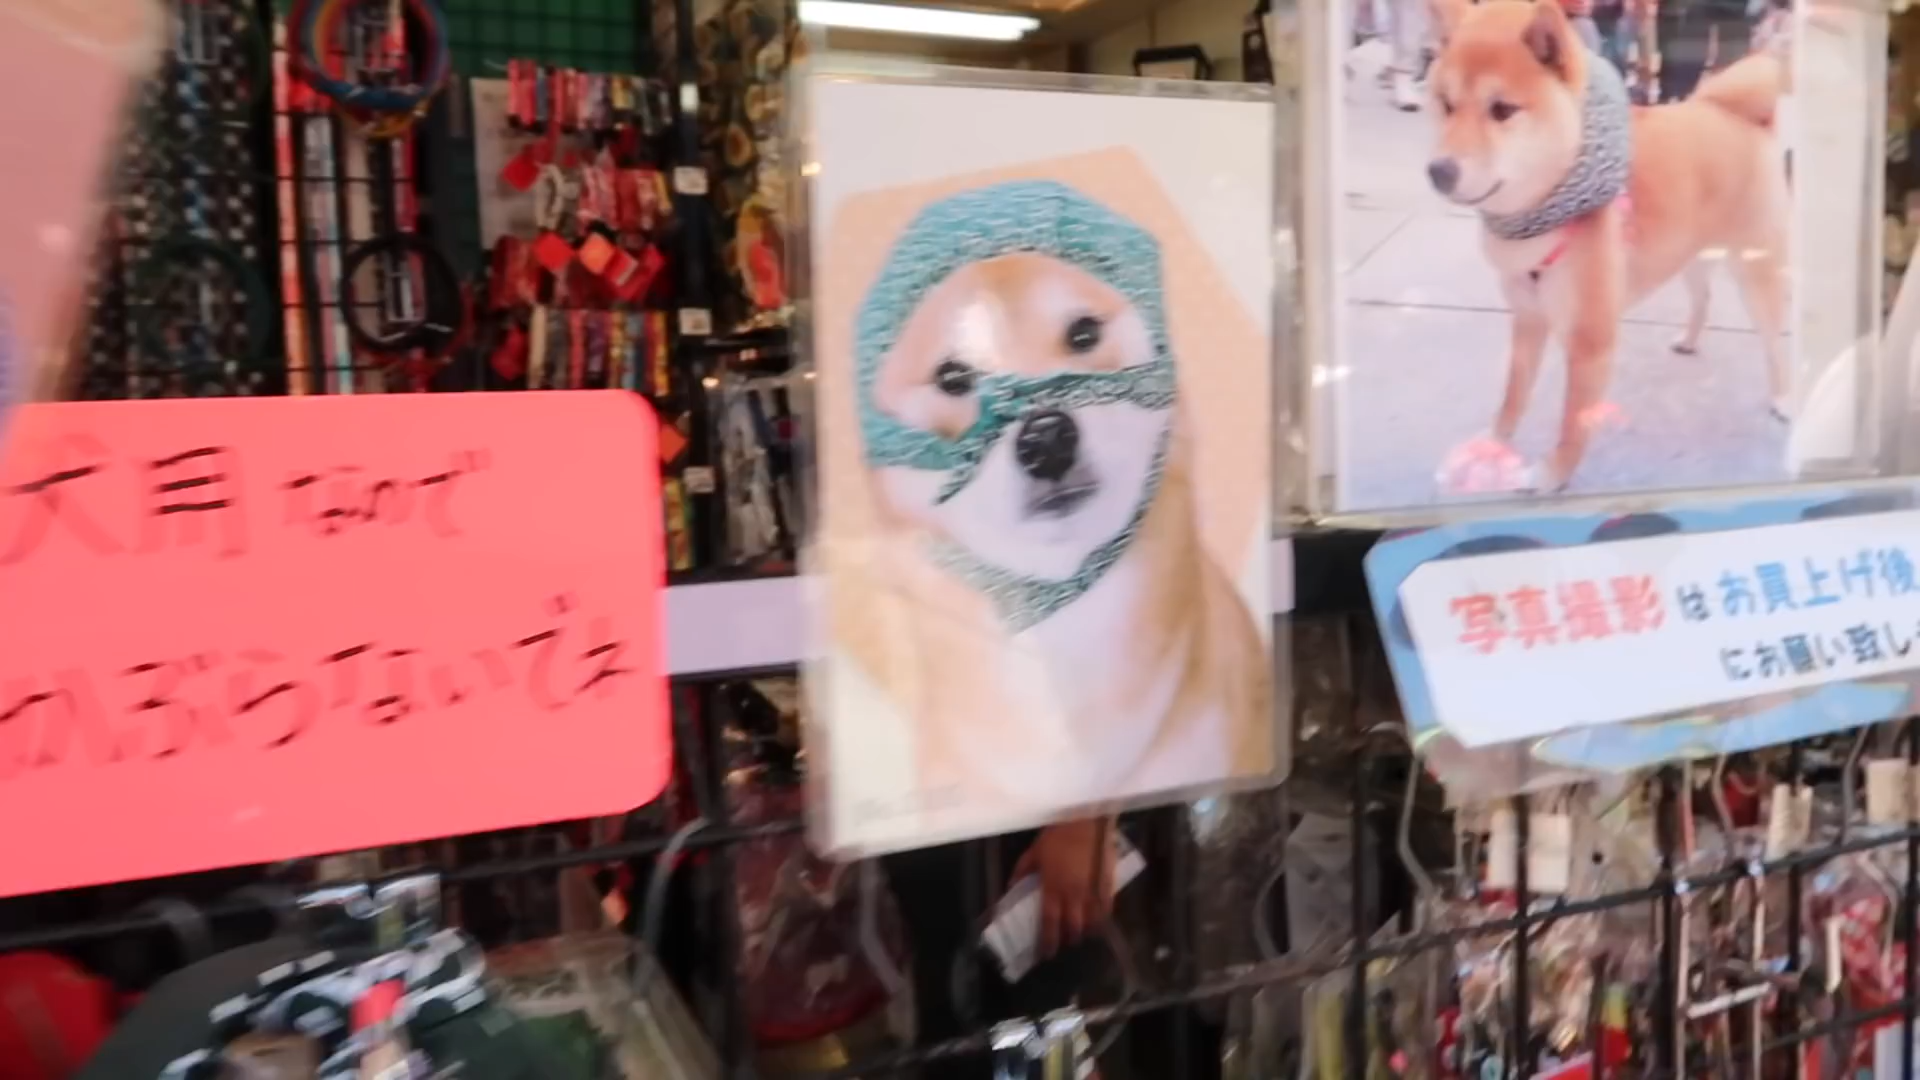 犬用なので
かぶらないでネ
写真撮影はお買上げ後
にお願い致し